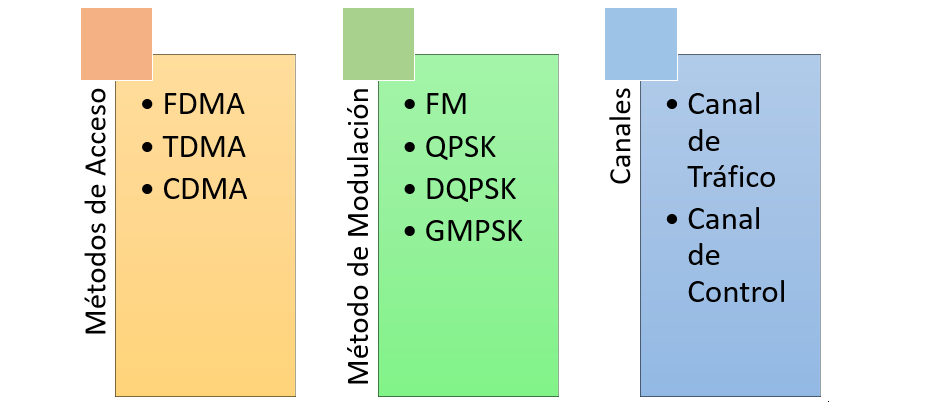 Métodos de Acceso
• FDMA
• TDMA
• CDMA
Método de Modulación
• FM
• QPSK
• DQPSK
• GMPSK
Canales
• Canal
de
Tráfico
• Canal
de
Control